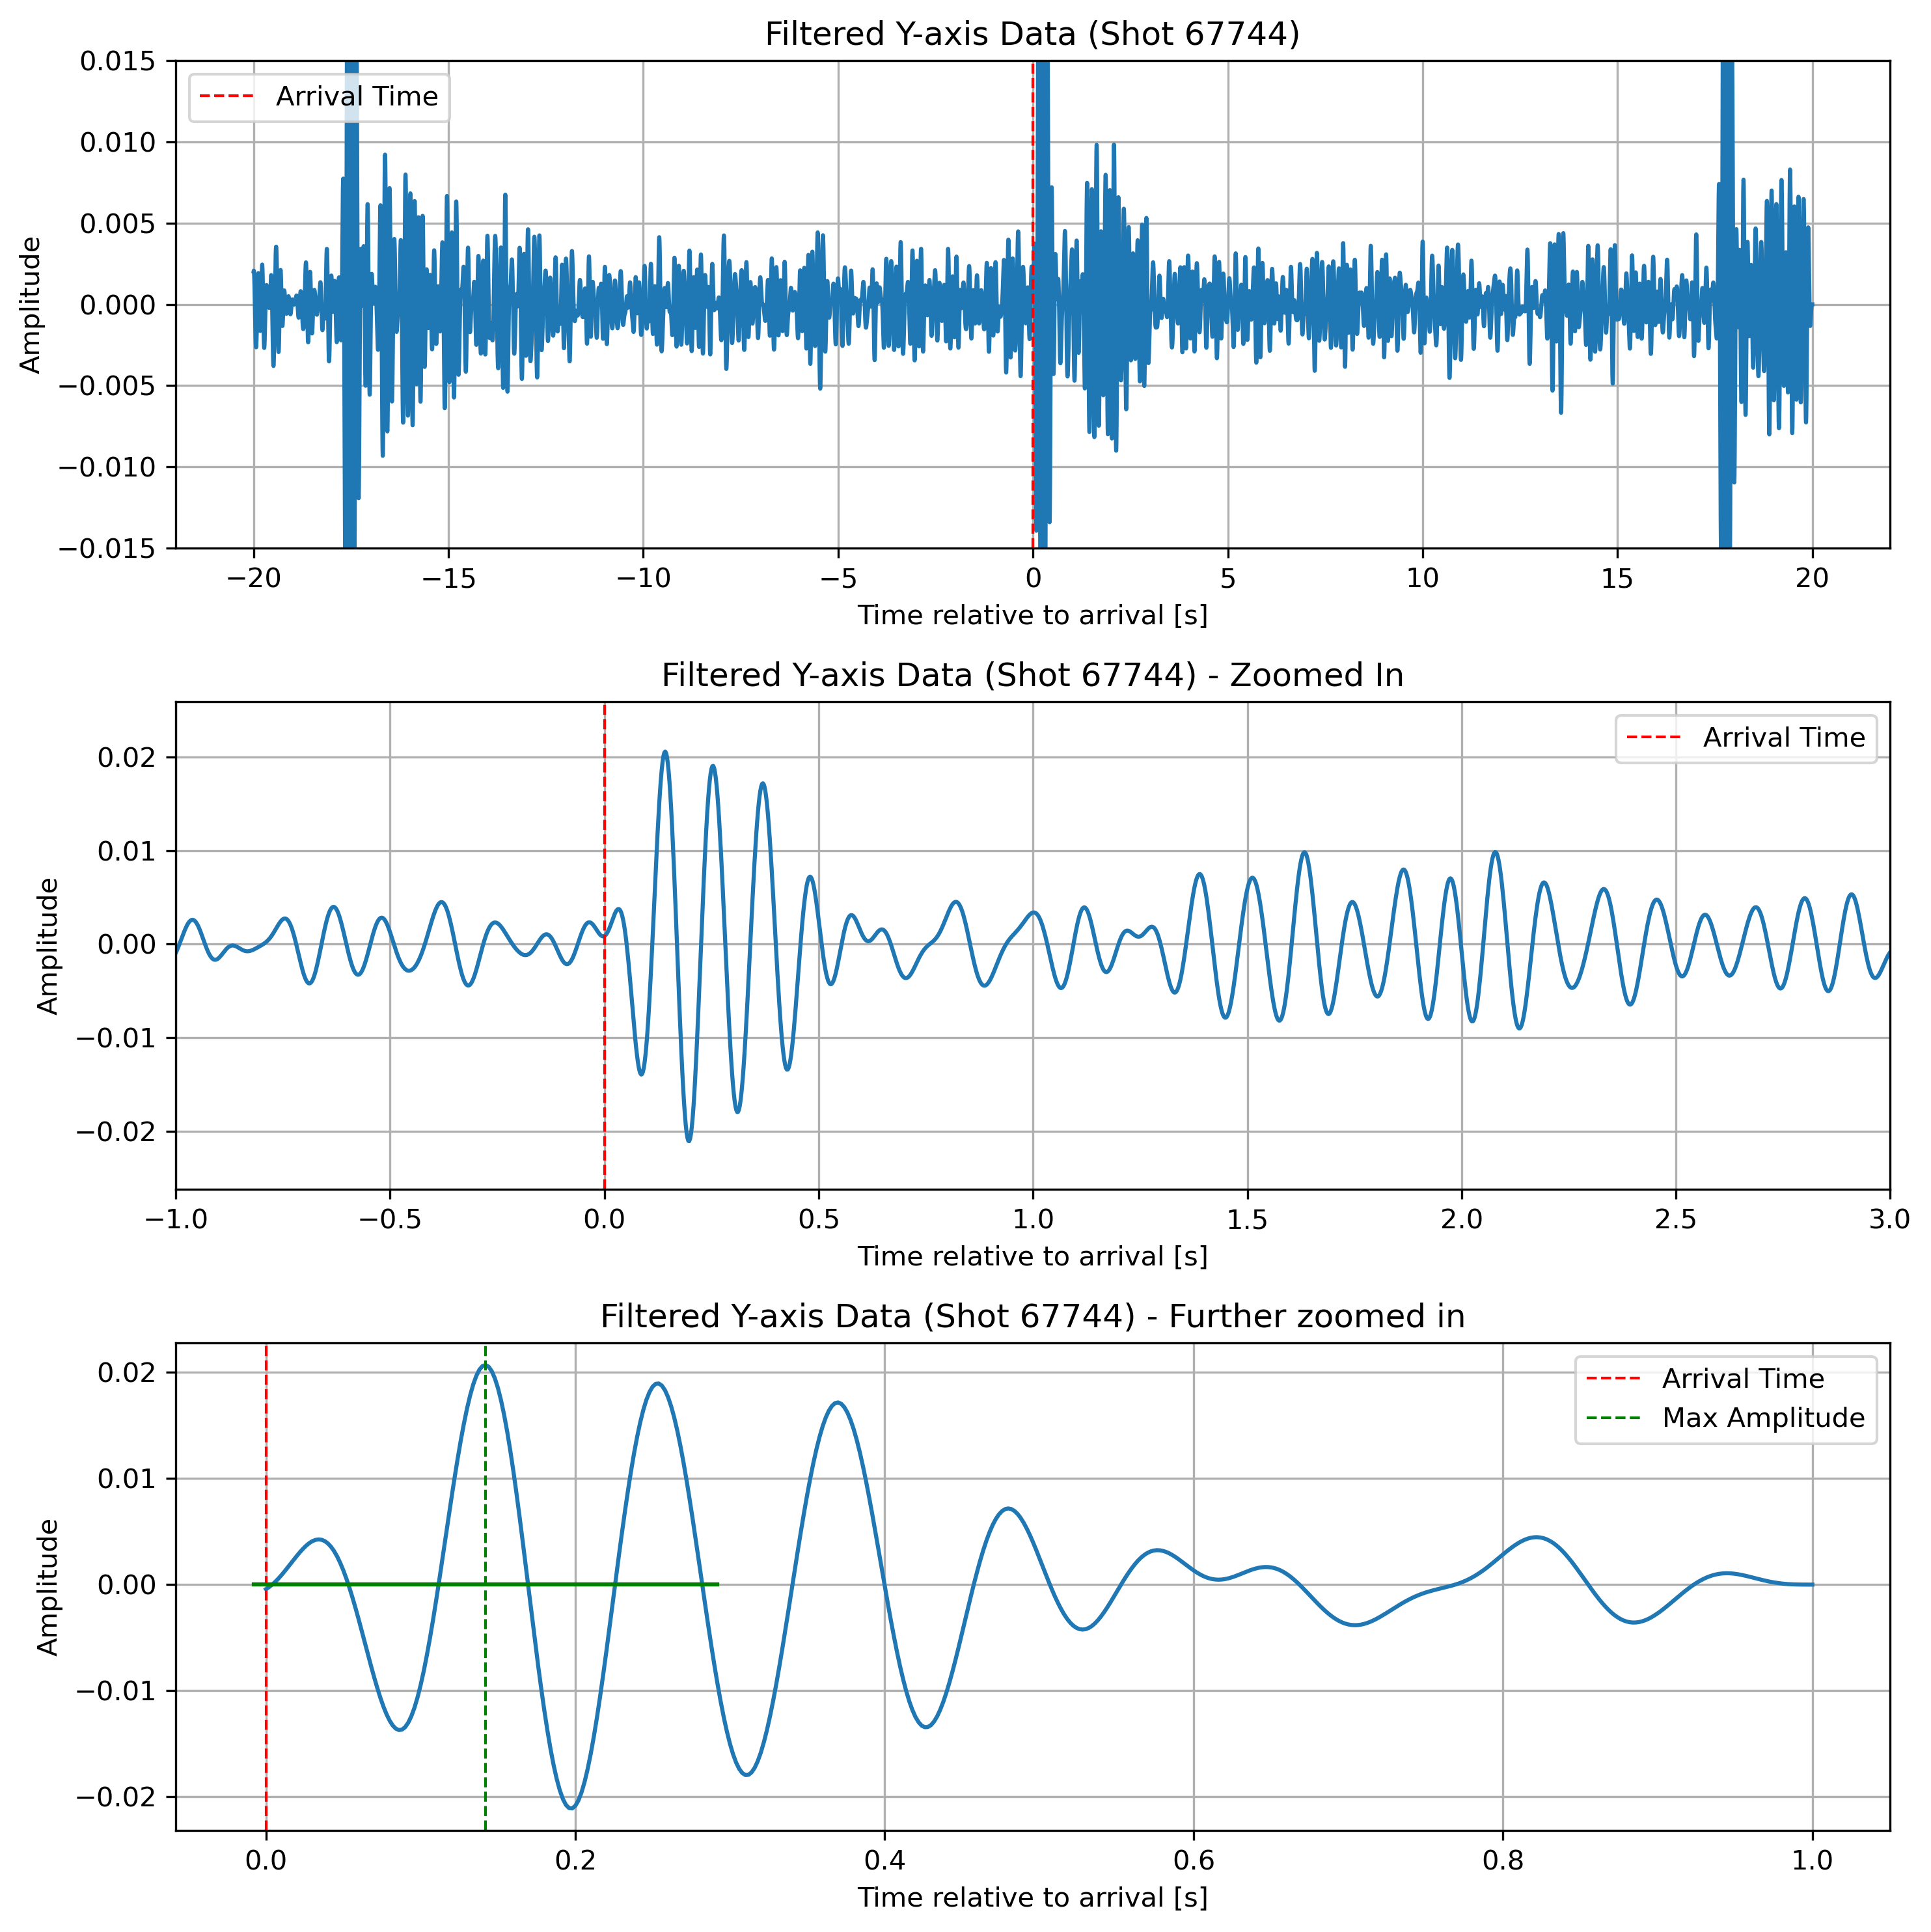 Filtered Y-axis Data (Shot 67744)
0.015
0.010
0.005
0.000
−0.005
−0.010
−0.015
Amplitude
Arrival Time
−20 −15 −10 −5 0 5 10 15 20
Time relative to arrival [s]
Filtered Y-axis Data (Shot 67744) - Zoomed In
0.02
0.01
0.00
−0.01
−0.02
Amplitude
Arrival Time
−1.0 −0.5 0.0 0.5 1.0 1.5 2.0 2.5 3.0
Time relative to arrival [s]
Filtered Y-axis Data (Shot 67744) - Further zoomed in
0.02
0.01
0.00
−0.01
−0.02
Amplitude
Arrival Time
Max Amplitude
0.0 0.2 0.4 0.6 0.8 1.0
Time relative to arrival [s]